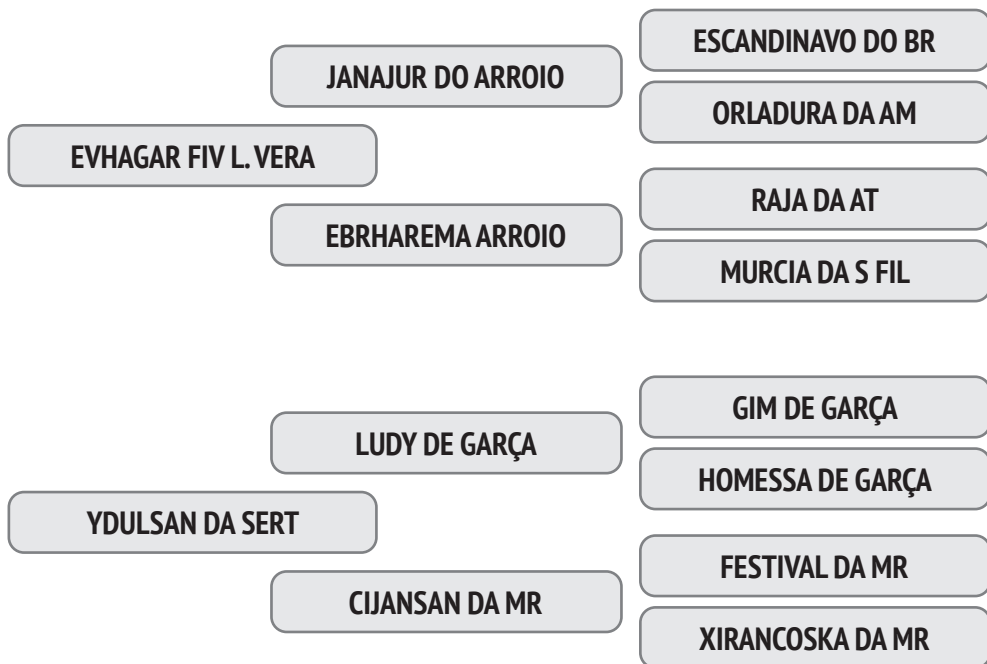 ESCANDINAVO DO BR
JANAJUR DO ARROIO
ORLADURA DA AM
EVHAGAR FIV L. VERA
RAJA DA AT
EBRHAREMA ARROIO
MURCIA DA S FIL
GIM DE GARÇA
LUDY DE GARÇA
HOMESSA DE GARÇA
YDULSAN DA SERT
FESTIVAL DA MR
CIJANSAN DA MR
XIRANCOSKA DA MR